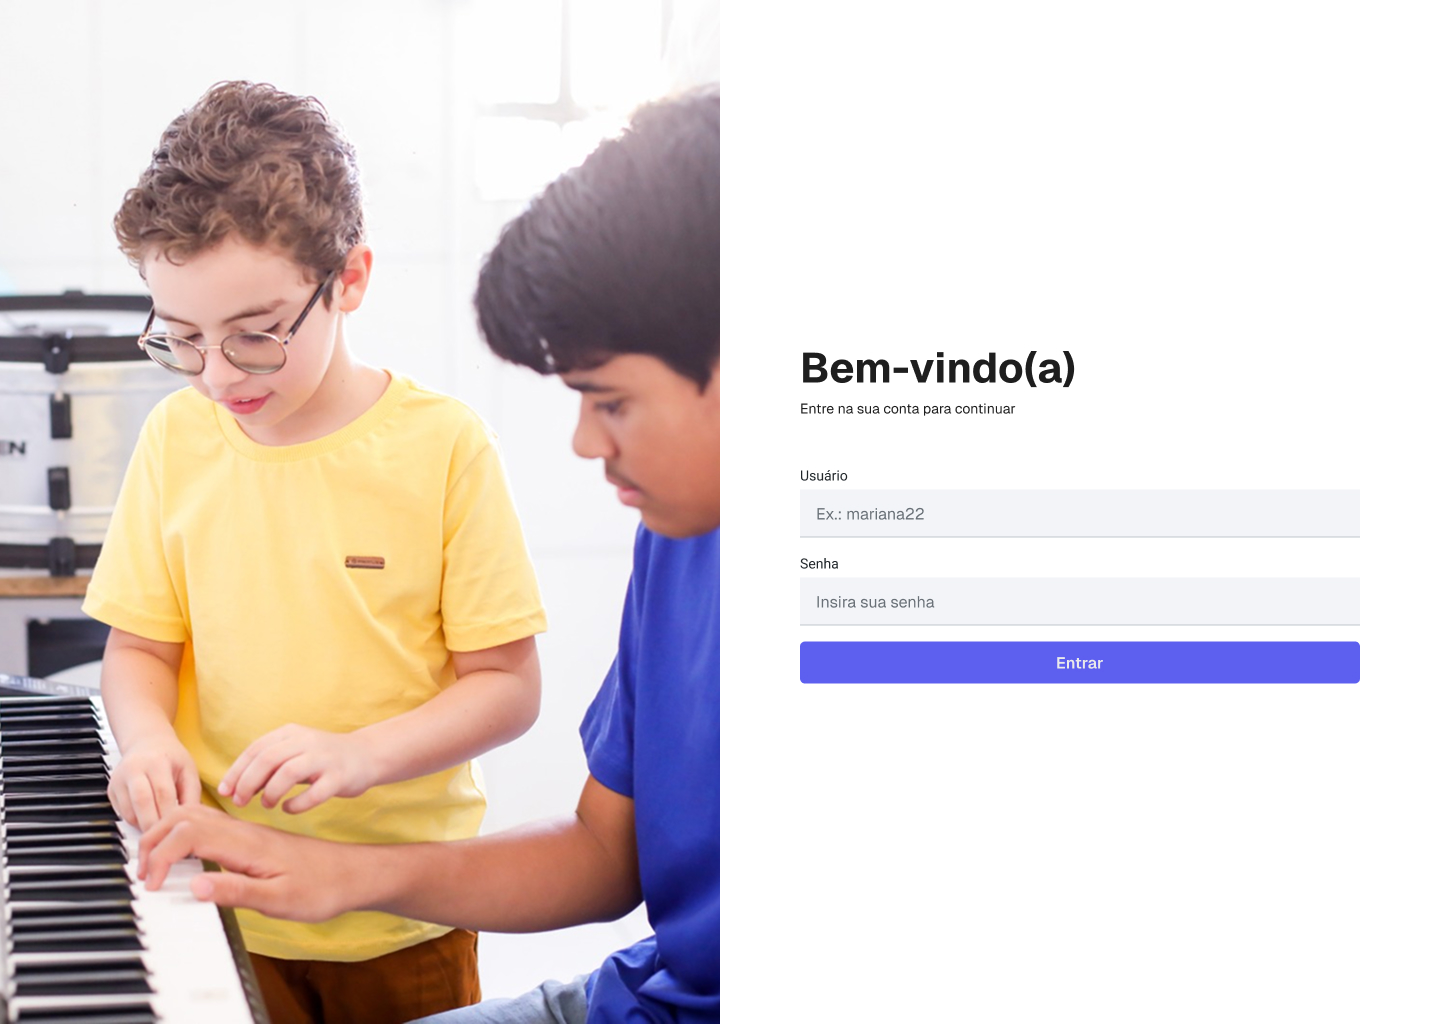 EN
Bem-vindo(a)
Entre na sua conta para continuar
Usuário
Ex.: mariana22
Senha
Insira sua senha
Entrar